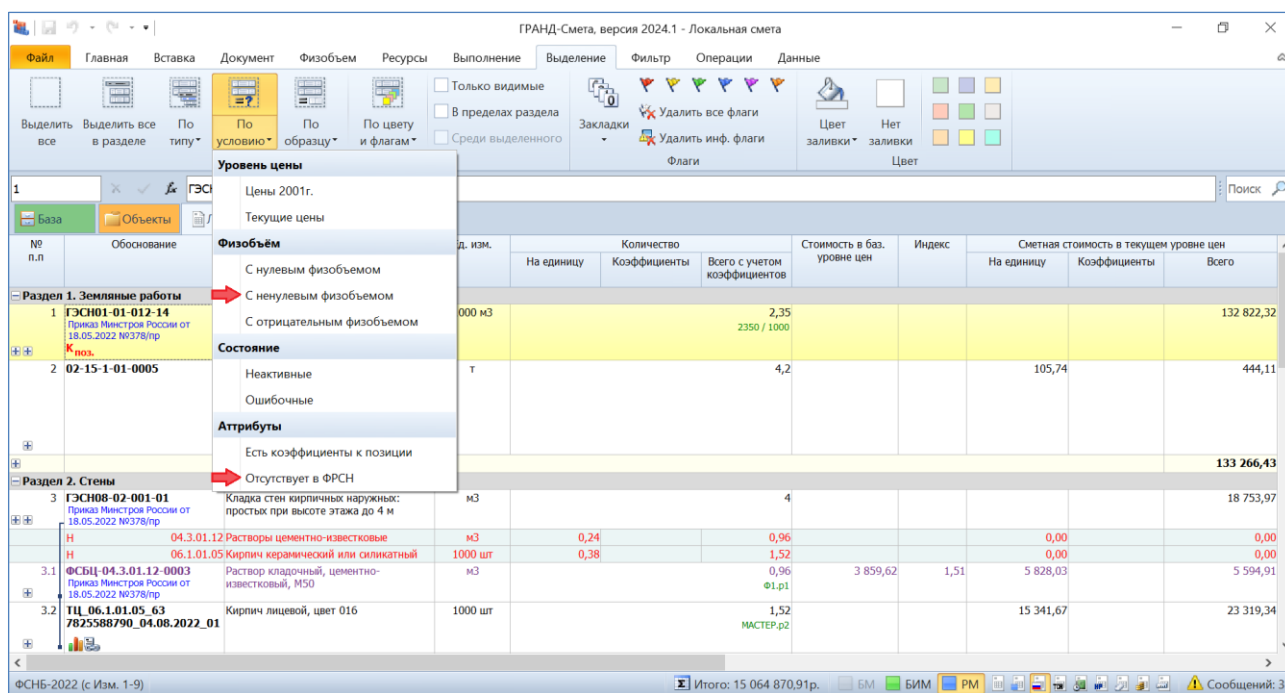 ГРАНД-Смета, версия 2024.1 - Локальная смета
Файл Главная Вставка Документ Физобъем Ресурсы Выполнение Выделение Фильтр Операции Данные
Выделить все
Выделить все в разделе
По типу
По условию
По образцу
По цвету и флагам
Только видимые
В пределах раздела
Среди выделенного
Закладки
Удалить все флаги
Удалить инф. флаги
Флаги
Цвет заливки
Нет заливки
Цвет
1
fx
Поиск
База
Объекты
Уровень цены
Цены 2001г.
Текущие цены
Физобъём
С нулевым физобъемом
С ненулевым физобъемом
С отрицательным физобъемом
Состояние
Неактивные
Ошибочные
Аттрибуты
Есть коэффициенты к позиции
Отсутствует в ФРСН
№ п.п Обоснование д. изм. Количество Стоимость в баз. уровне цен Индекс Сметная стоимость в текущем уровне цен
На единицу Коэффициенты Всего с учетом коэффициентов На единицу Коэффициенты Всего
Раздел 1. Земляные работы
1 ГЭСН01-01-012-14 000 м3 2,35 132 822,32
Приказ Минстроя России от 2350 / 1000
18.05.2022 №378/пр
Кпоз.
2 02-15-1-01-0005 т 4,2 105,74 444,11
133 266,43
Раздел 2. Стены
3 ГЭСН08-02-001-01 Кладка стен кирпичных наружных: м3 4 18 753,97
Приказ Минстроя России от простых при высоте этажа до 4 м
18.05.2022 №378/пр
Н 04.3.01.12 Растворы цементно-известковые м3 0,24 0,96 0,00 0,00
Н 06.1.01.05 Кирпич керамический или силикатный 1000 шт 0,38 1,52 0,00 0,00
3.1 ФСБЦ-04.3.01.12-0003 Раствор кладочный, цементно- м3 0,96 3 859,62 1,51 5 828,03 5 594,91
Приказ Минстроя России от известковый, М50 Ф1.р1
18.05.2022 №378/пр
3.2 ТЦ_06.1.01.05_63 Кирпич лицевой, цвет 016 1000 шт 1,52 15 341,67 23 319,34
7825588790_04.08.2022_01 МАСТЕР.р2
ФСНБ-2022 (с Изм. 1-9) Итого: 15 064 870,91р. БМ БИМ РМ Сообщений: 3